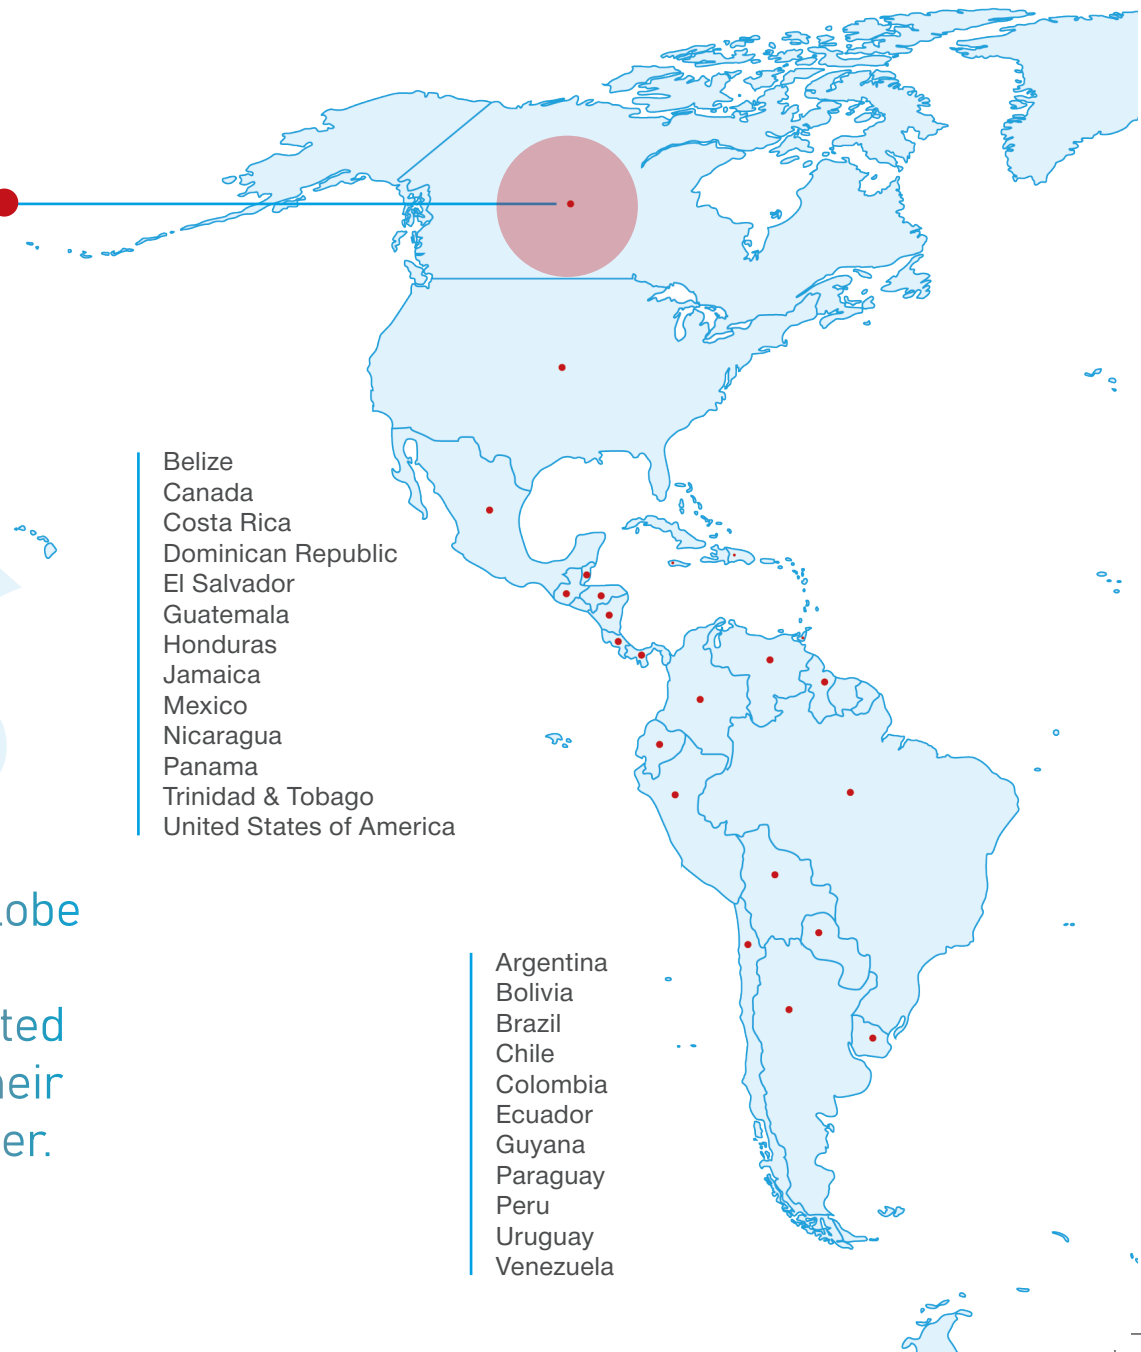 Belize
Canada
Costa Rica
Dominican Republic
El Salvador
Guatemala
Honduras
Jamaica
Mexico
Nicaragua
Panama
Trinidad & Tobago
United States of America
Argentina
Bolivia
Brazil
Chile
Colombia
Ecuador
Guyana
Paraguay
Peru
Uruguay
Venezuela